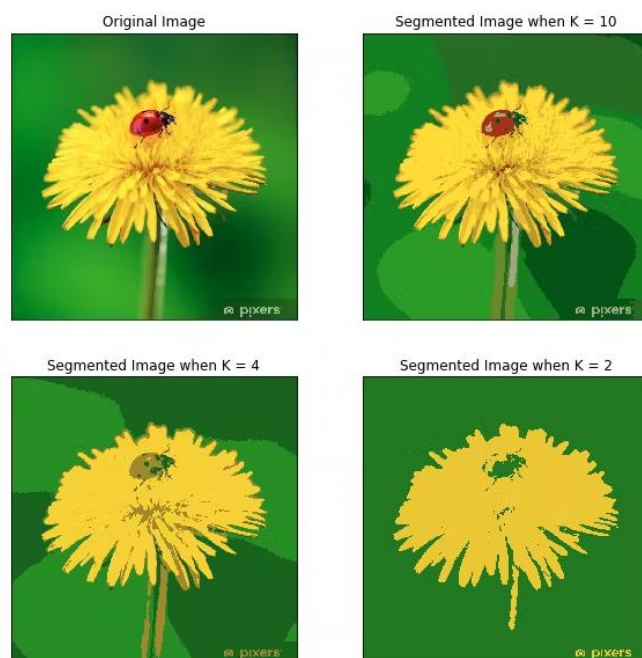 Original Image
Segmented Image when K = 10
pixers
pixers
Segmented Image when K = 4
Segmented Image when K = 2
pixers
pixers